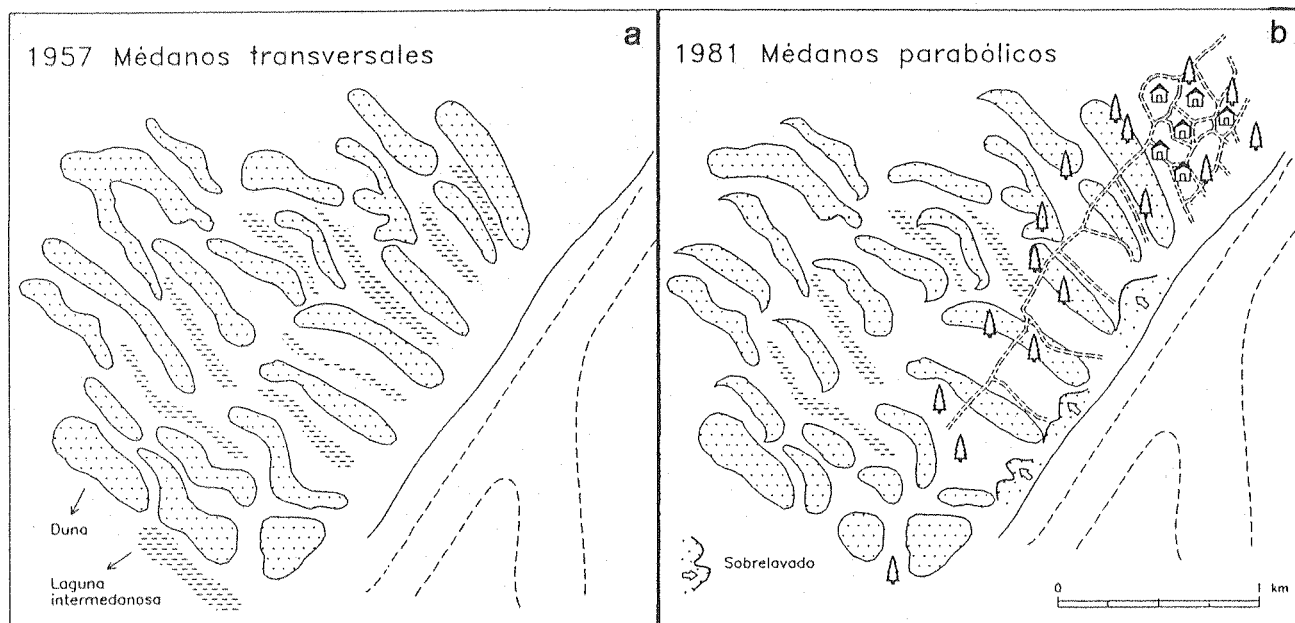 a
1957 Médanos transversales
Duna
Laguna
intermedanosa
b
1981 Médanos parabólicos
Sobrelavado
0 1 km